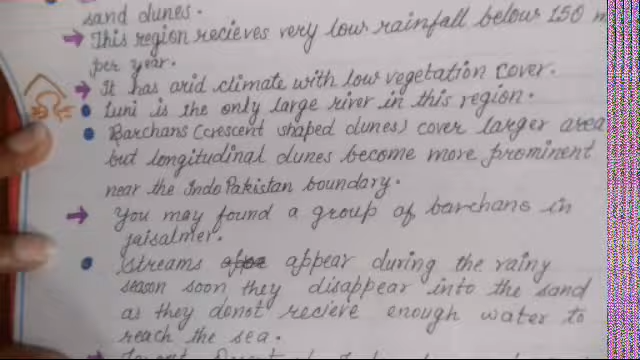 sand dunes.
→ This region recieves very low rainfall below 150 m
per year.
→ It has arid climate with low vegetation cover.
• Luni is the only large river in this region.
• Barchans (crescent shaped dunes) cover larger area
but longitudinal dunes become more prominent
near the Indo Pakistan boundary.
→ You may found a group of barchans in
jaisalmer.
• Streams appear during the rainy
season soon they disappear into the sand
as they donot recieve enough water to
reach the sea.